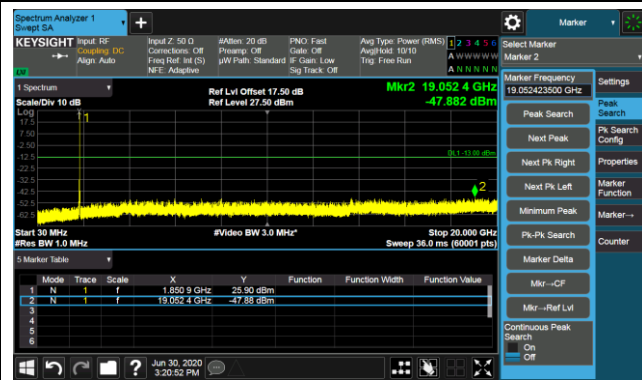 Spectrum Analyzer 1
Swept SA
+
Marker
KEYSIGHT
Input: RF
Coupling: DC
Align: Auto
Input Z: 50 Ω
Corrections: Off
Freq Ref: Int (S)
NFE: Adaptive
#Atten: 20 dB
Preamp: Off
µW Path: Standard
PNO: Fast
Gate: Off
IF Gain: Low
Sig Track: Off
Avg Type: Power (RMS)
Avg|Hold: 10/10
Trig: Free Run
1 2 3 4 5 6
A W W W W W
A N N N N N
LM
Select Marker
Marker 2
1 Spectrum
Scale/Div 10 dB
Ref Lvl Offset 17.50 dB
Ref Level 27.50 dBm
Mkr2 19.052 4 GHz
-47.882 dBm
Log
17.5
7.50
-2.50
-12.5
-22.5
-32.5
-42.5
-52.5
-62.5
1
DL1 -13.00 dBm
2
Start 30 MHz
#Res BW 1.0 MHz
#Video BW 3.0 MHz*
Stop 20.000 GHz
Sweep 36.0 ms (60001 pts)
5 Marker Table
Mode Trace Scale X Y Function Function Width Function Value
1 N 1 f 1.850 9 GHz 25.90 dBm
2 N 1 f 19.052 4 GHz -47.88 dBm
3
4
5
6
Marker Frequency
19.052423500 GHz
Peak Search
Next Peak
Next Pk Right
Next Pk Left
Minimum Peak
Pk-Pk Search
Marker Delta
Mkr→CF
Mkr→Ref Lvl
Continuous Peak
Search
On
Off
Settings
Peak
Search
Pk Search
Config
Properties
Marker
Function
Marker→
Counter
?
Jun 30, 2020
3:20:52 PM